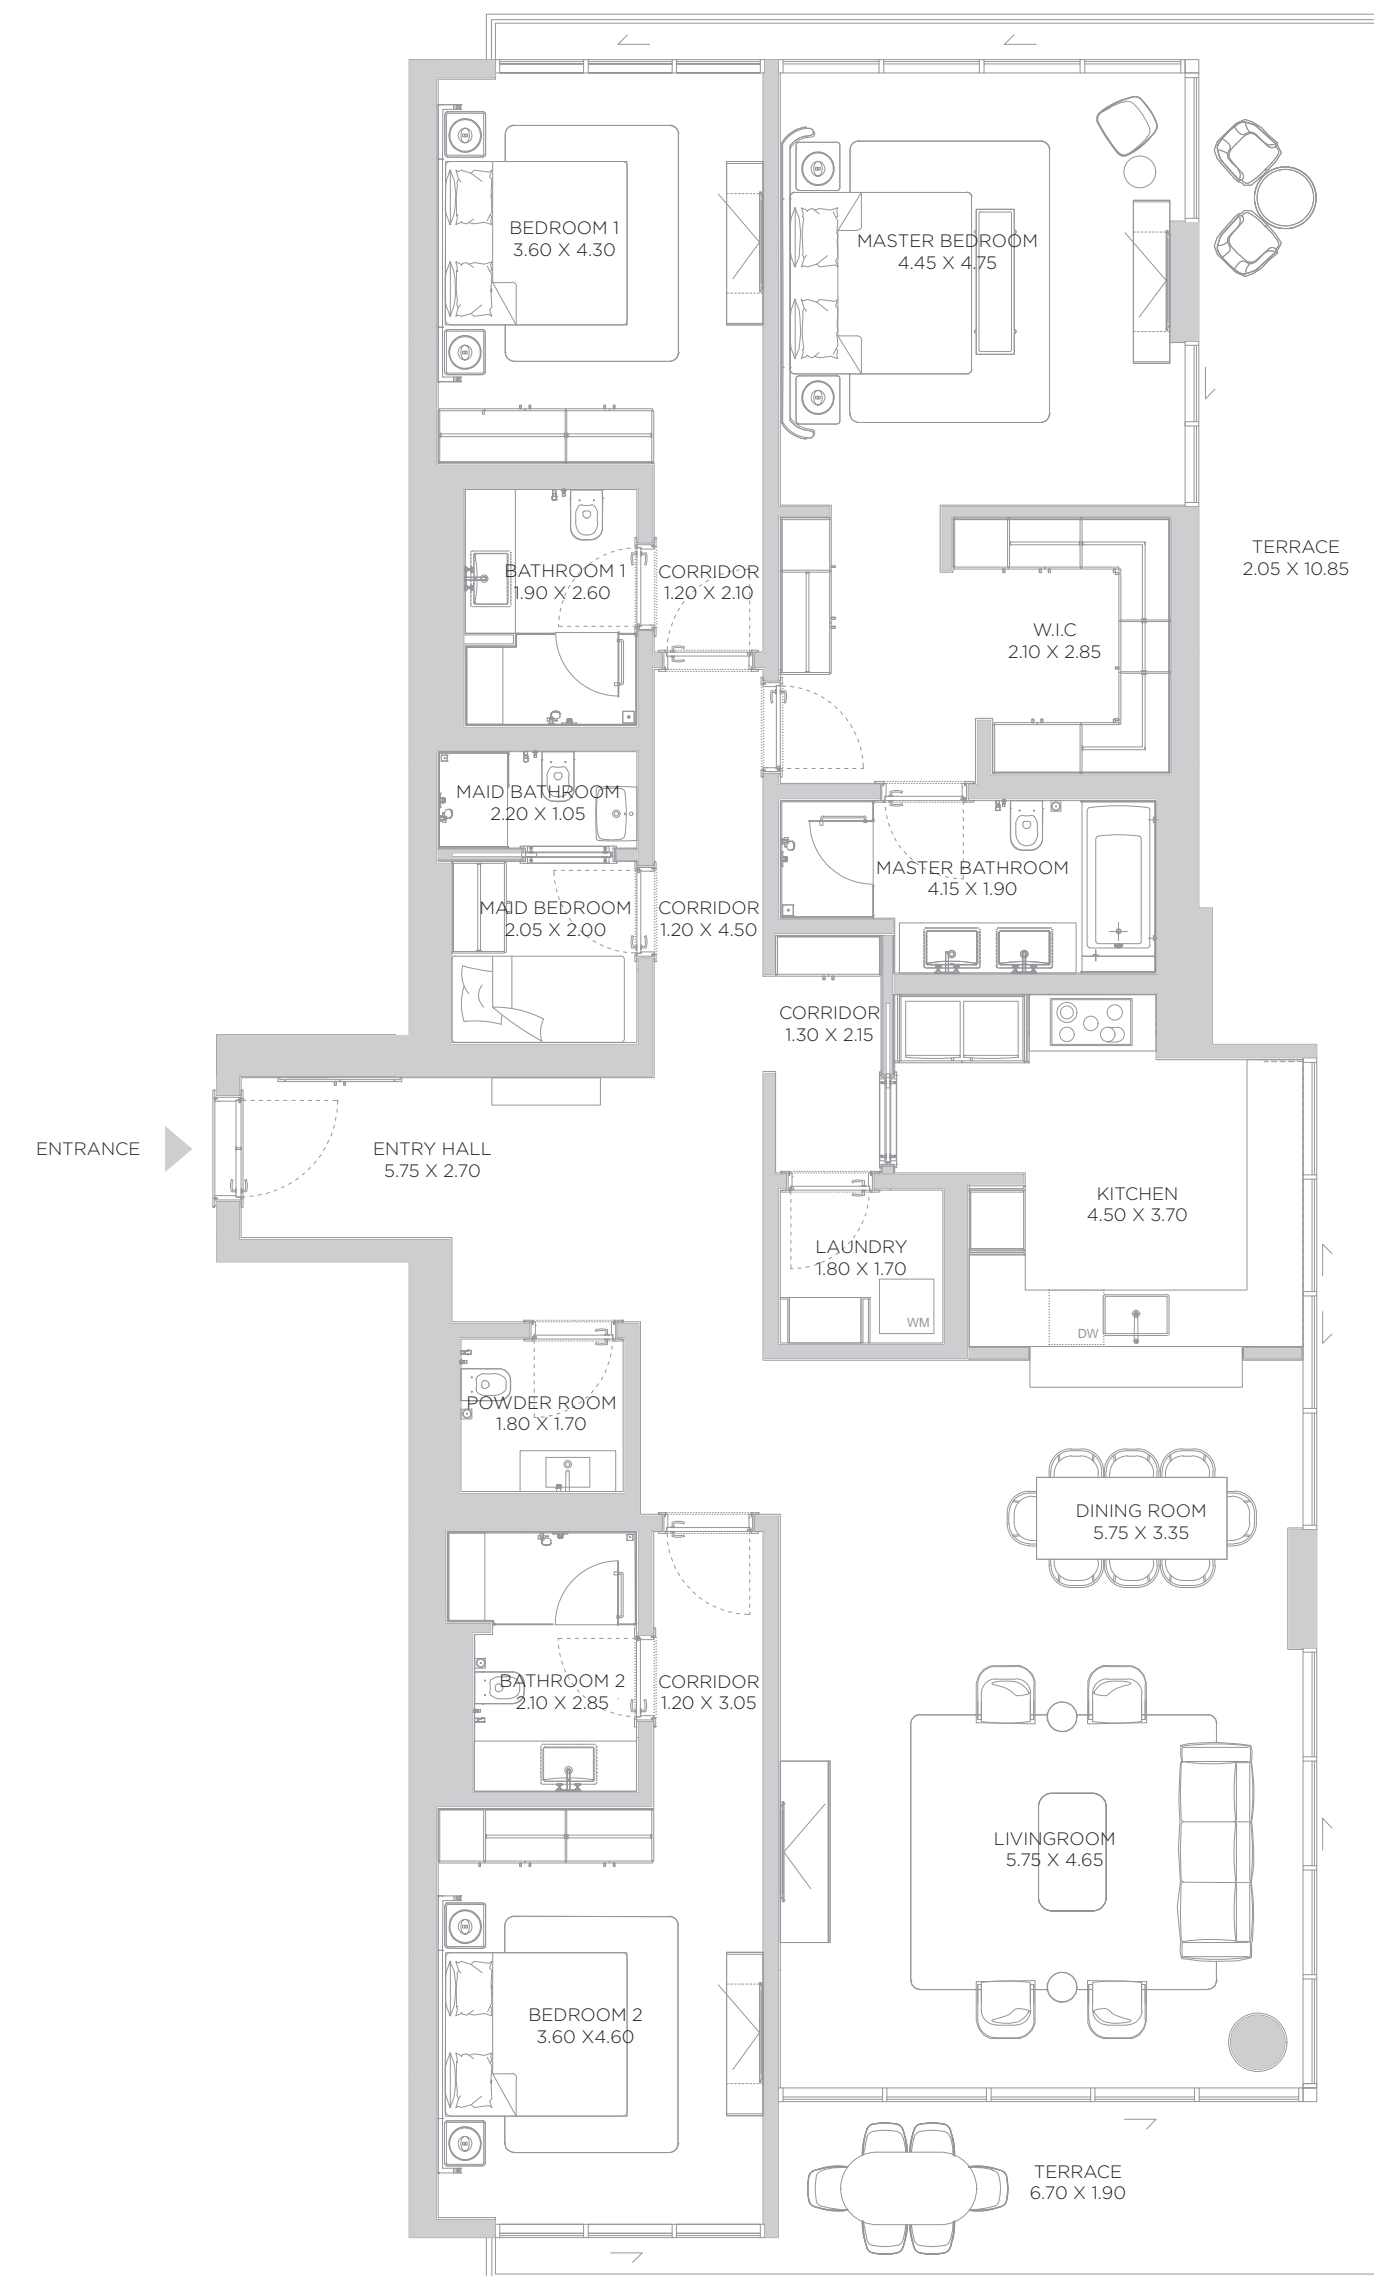 BEDROOM 1
3.60 X 4.30
MASTER BEDROOM
4.45 X 4.75
TERRACE
2.05 X 10.85
BATHROOM 1
1.90 X 2.60
CORRIDOR
1.20 X 2.10
W.I.C
2.10 X 2.85
MAID BATHROOM
2.20 X 1.05
MASTER BATHROOM
4.15 X 1.90
MAID BEDROOM
2.05 X 2.00
CORRIDOR
1.20 X 4.50
CORRIDOR
1.30 X 2.15
ENTRANCE
ENTRY HALL
5.75 X 2.70
KITCHEN
4.50 X 3.70
LAUNDRY
1.80 X 1.70
WM
DW
POWDER ROOM
1.80 X 1.70
DINING ROOM
5.75 X 3.35
BATHROOM 2
2.10 X 2.85
CORRIDOR
1.20 X 3.05
LIVINGROOM
5.75 X 4.65
BEDROOM 2
3.60 X4.60
TERRACE
6.70 X 1.90